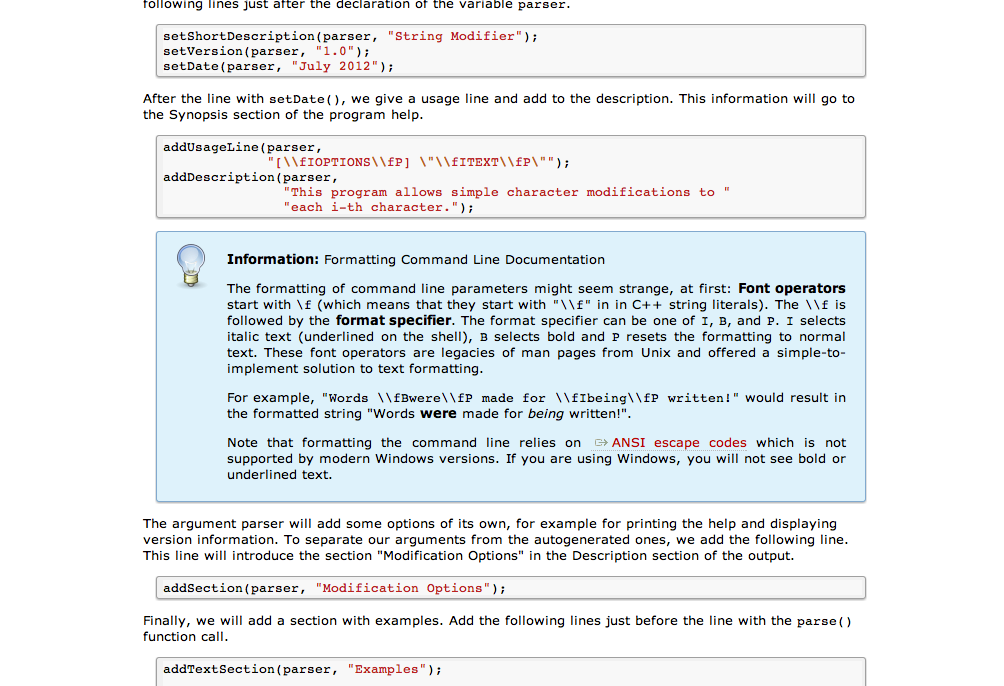 following lines just after the declaration of the variable parser.
setShortDescription(parser, "String Modifier");
setVersion(parser, "1.0");
setDate(parser, "July 2012");
After the line with setDate(), we give a usage line and add to the description. This information will go to
the Synopsis section of the program help.
addUsageLine(parser,
"[\\fIOPTIONS\\fP] \"\\fITEXT\\fP\"");
addDescription(parser,
"This program allows simple character modifications to "
"each i-th character.");
Information: Formatting Command Line Documentation
The formatting of command line parameters might seem strange, at first: Font operators
start with \f (which means that they start with "\\f" in in C++ string literals). The \\f is
followed by the format specifier. The format specifier can be one of I, B, and P. I selects
italic text (underlined on the shell), B selects bold and P resets the formatting to normal
text. These font operators are legacies of man pages from Unix and offered a simple-to-
implement solution to text formatting.
For example, "Words \\fBwere\\fP made for \\fIbeing\\fP written!" would result in
the formatted string "Words were made for being written!".
Note that formatting the command line relies on ANSI escape codes which is not
supported by modern Windows versions. If you are using Windows, you will not see bold or
underlined text.
The argument parser will add some options of its own, for example for printing the help and displaying
version information. To separate our arguments from the autogenerated ones, we add the following line.
This line will introduce the section "Modification Options" in the Description section of the output.
addSection(parser, "Modification Options");
Finally, we will add a section with examples. Add the following lines just before the line with the parse()
function call.
addTextSection(parser, "Examples");